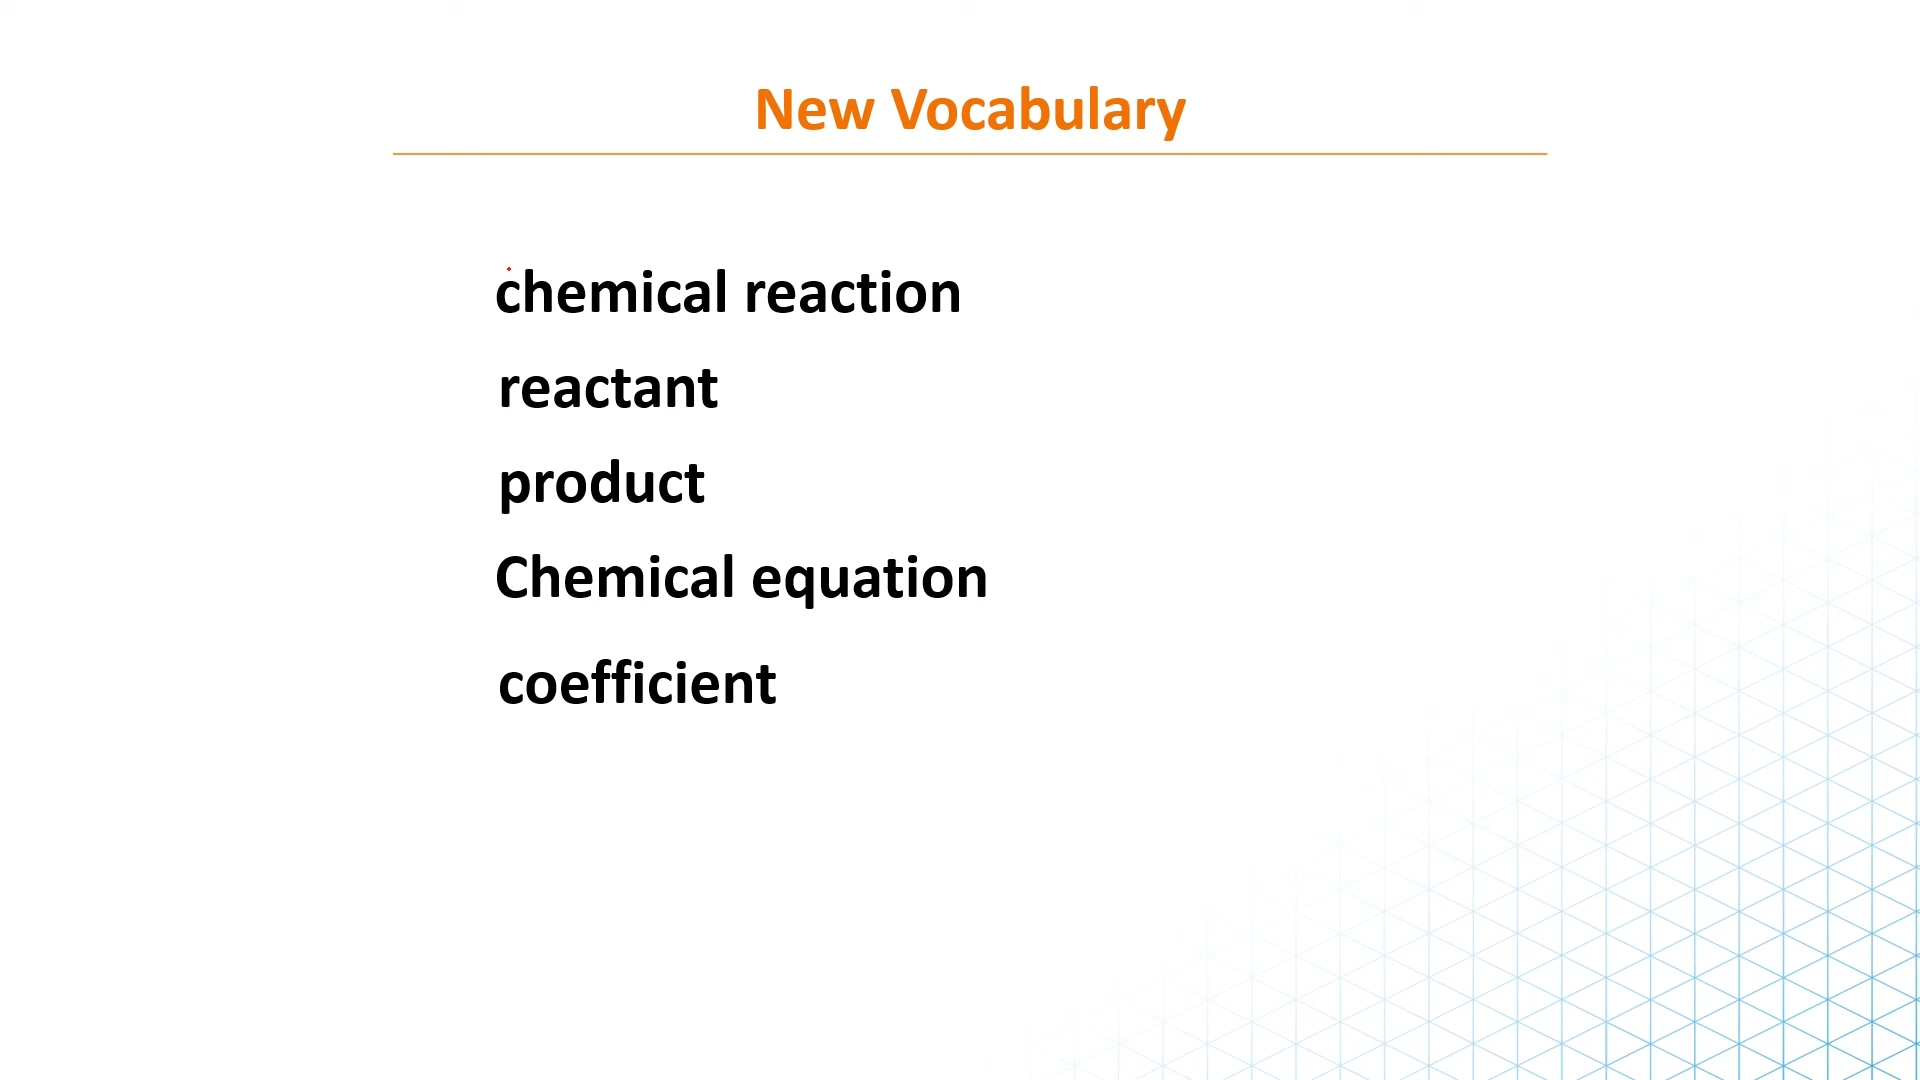 New Vocabulary
chemical reaction
reactant
product
Chemical equation
coefficient